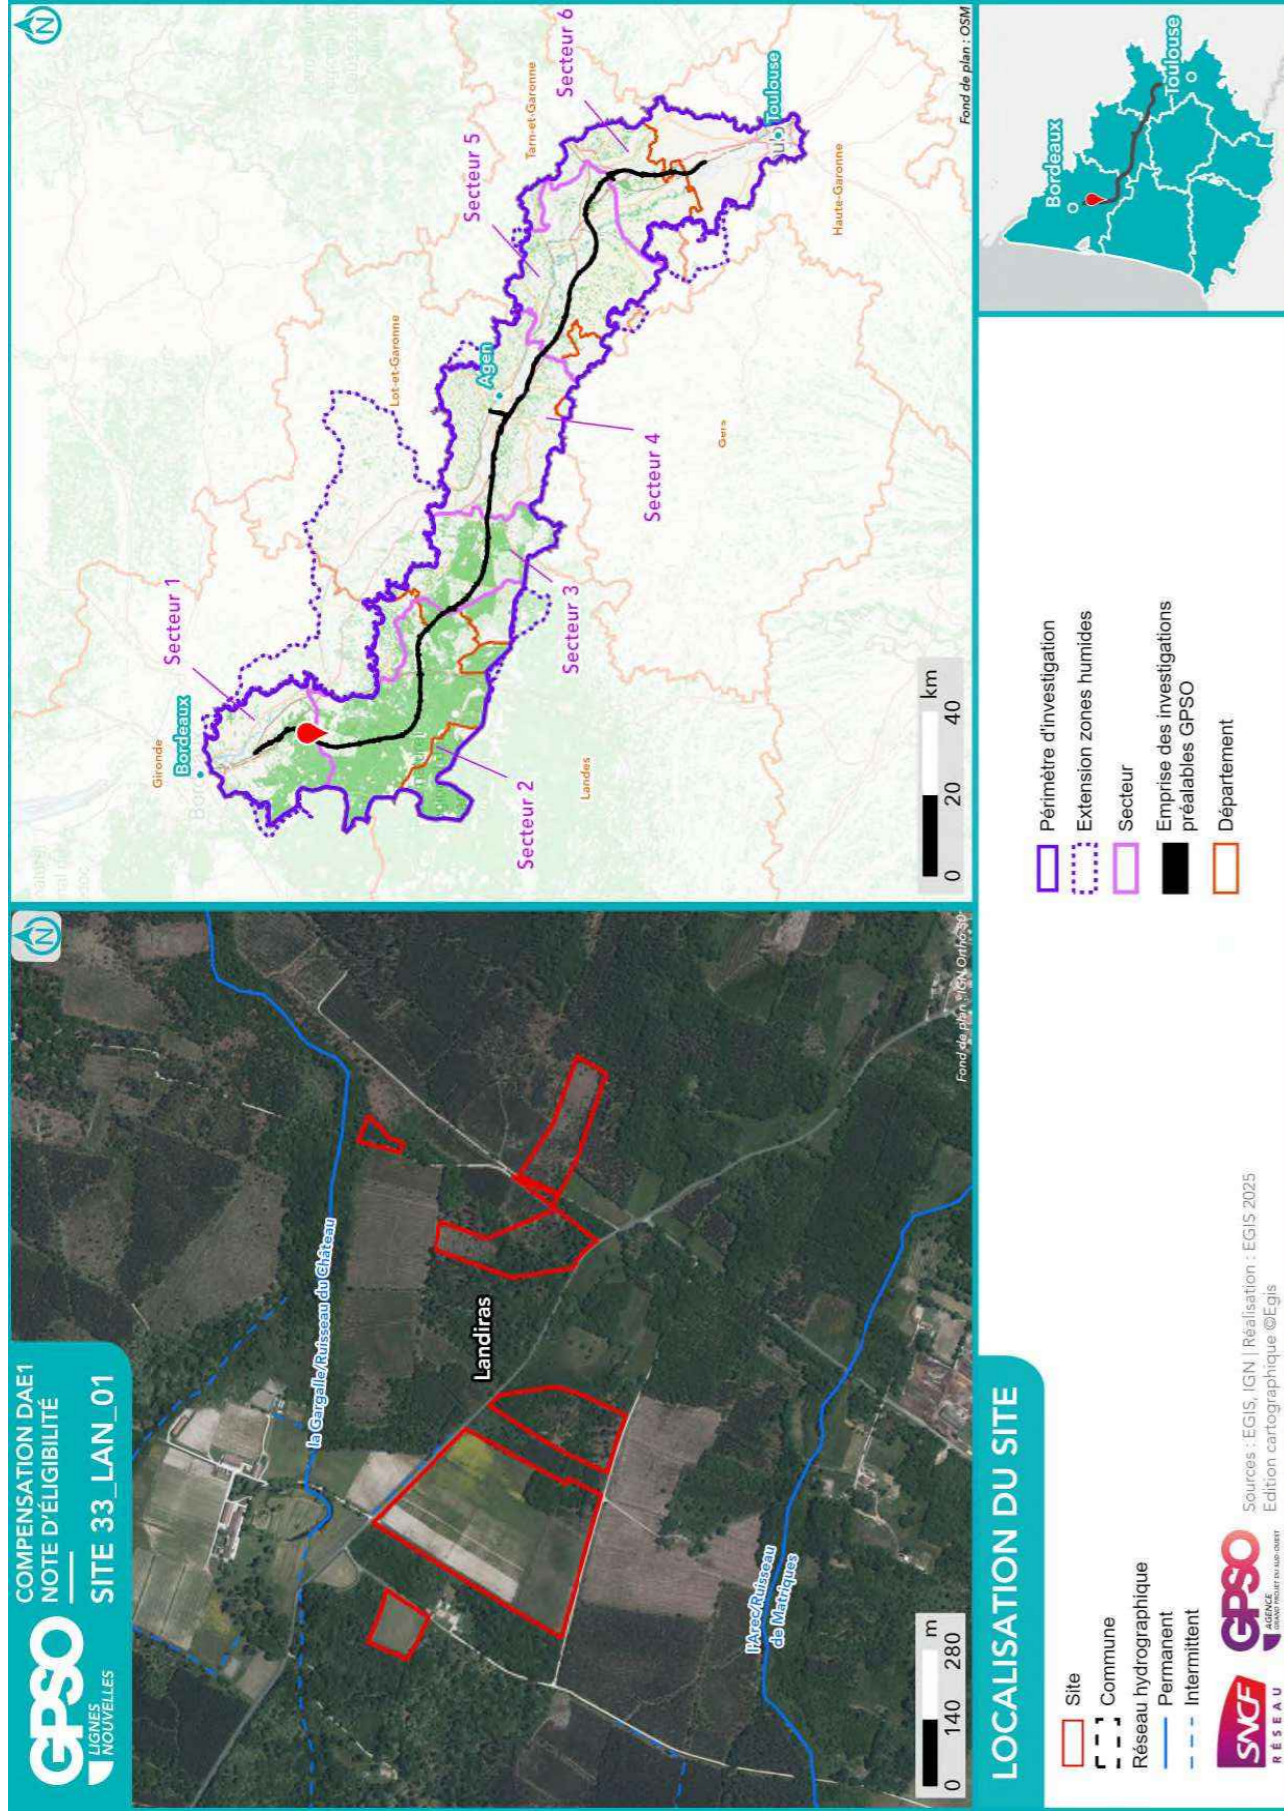 GPSO
LIGNES
NOUVELLES
COMPENSATION DAE1
NOTE D'ÉLIGIBILITÉ
SITE 33_LAN_01
N
la Gargalle/Ruisseau du Château
Landiras
l'Arec/Ruisseau
de Matriques
0 140 280 m
Fond de plan : IGN Ortho 50
N
Gironde
Bordeaux
Secteur 1
Lot-et-Garonne
Agen
Secteur 5
Tarn-et-Garonne
Secteur 6
Toulouse
Haute-Garonne
Gers
Secteur 4
Secteur 3
Landes
Secteur 2
0 20 40 km
Fond de plan : OSM
LOCALISATION DU SITE
Site
Commune
Réseau hydrographique
Permanent
Intermittent
Périmètre d'investigation
Extension zones humides
Secteur
Emprise des investigations
préalables GPSO
Département
Bordeaux
Toulouse
SNCF
RÉSEAU
GPSO
AGENCE
GRAND PROJET DU SUD-OUEST
Sources : EGIS, IGN | Réalisation : EGIS 2025
Edition cartographique ©Egis